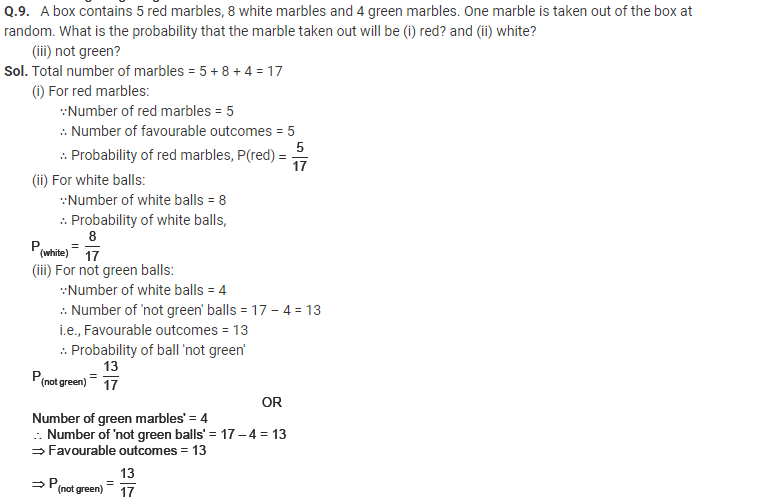 Q.9. A box contains 5 red marbles, 8 white marbles and 4 green marbles. One marble is taken out of the box at
random. What is the probability that the marble taken out will be (i) red? and (ii) white?
(iii) not green?
Sol. Total number of marbles = 5 + 8 + 4 = 17
(i) For red marbles:
∵Number of red marbles = 5
∴ Number of favourable outcomes = 5
∴ Probability of red marbles, P(red) = 5/17
(ii) For white balls:
∵Number of white balls = 8
∴ Probability of white balls,
P(white) = 8/17
(iii) For not green balls:
∵Number of white balls = 4
∴ Number of 'not green' balls = 17 – 4 = 13
i.e., Favourable outcomes = 13
∴ Probability of ball 'not green'
P(not green) = 13/17
OR
Number of green marbles' = 4
∴ Number of 'not green balls' = 17 – 4 = 13
⇒ Favourable outcomes = 13
⇒ P(not green) = 13/17